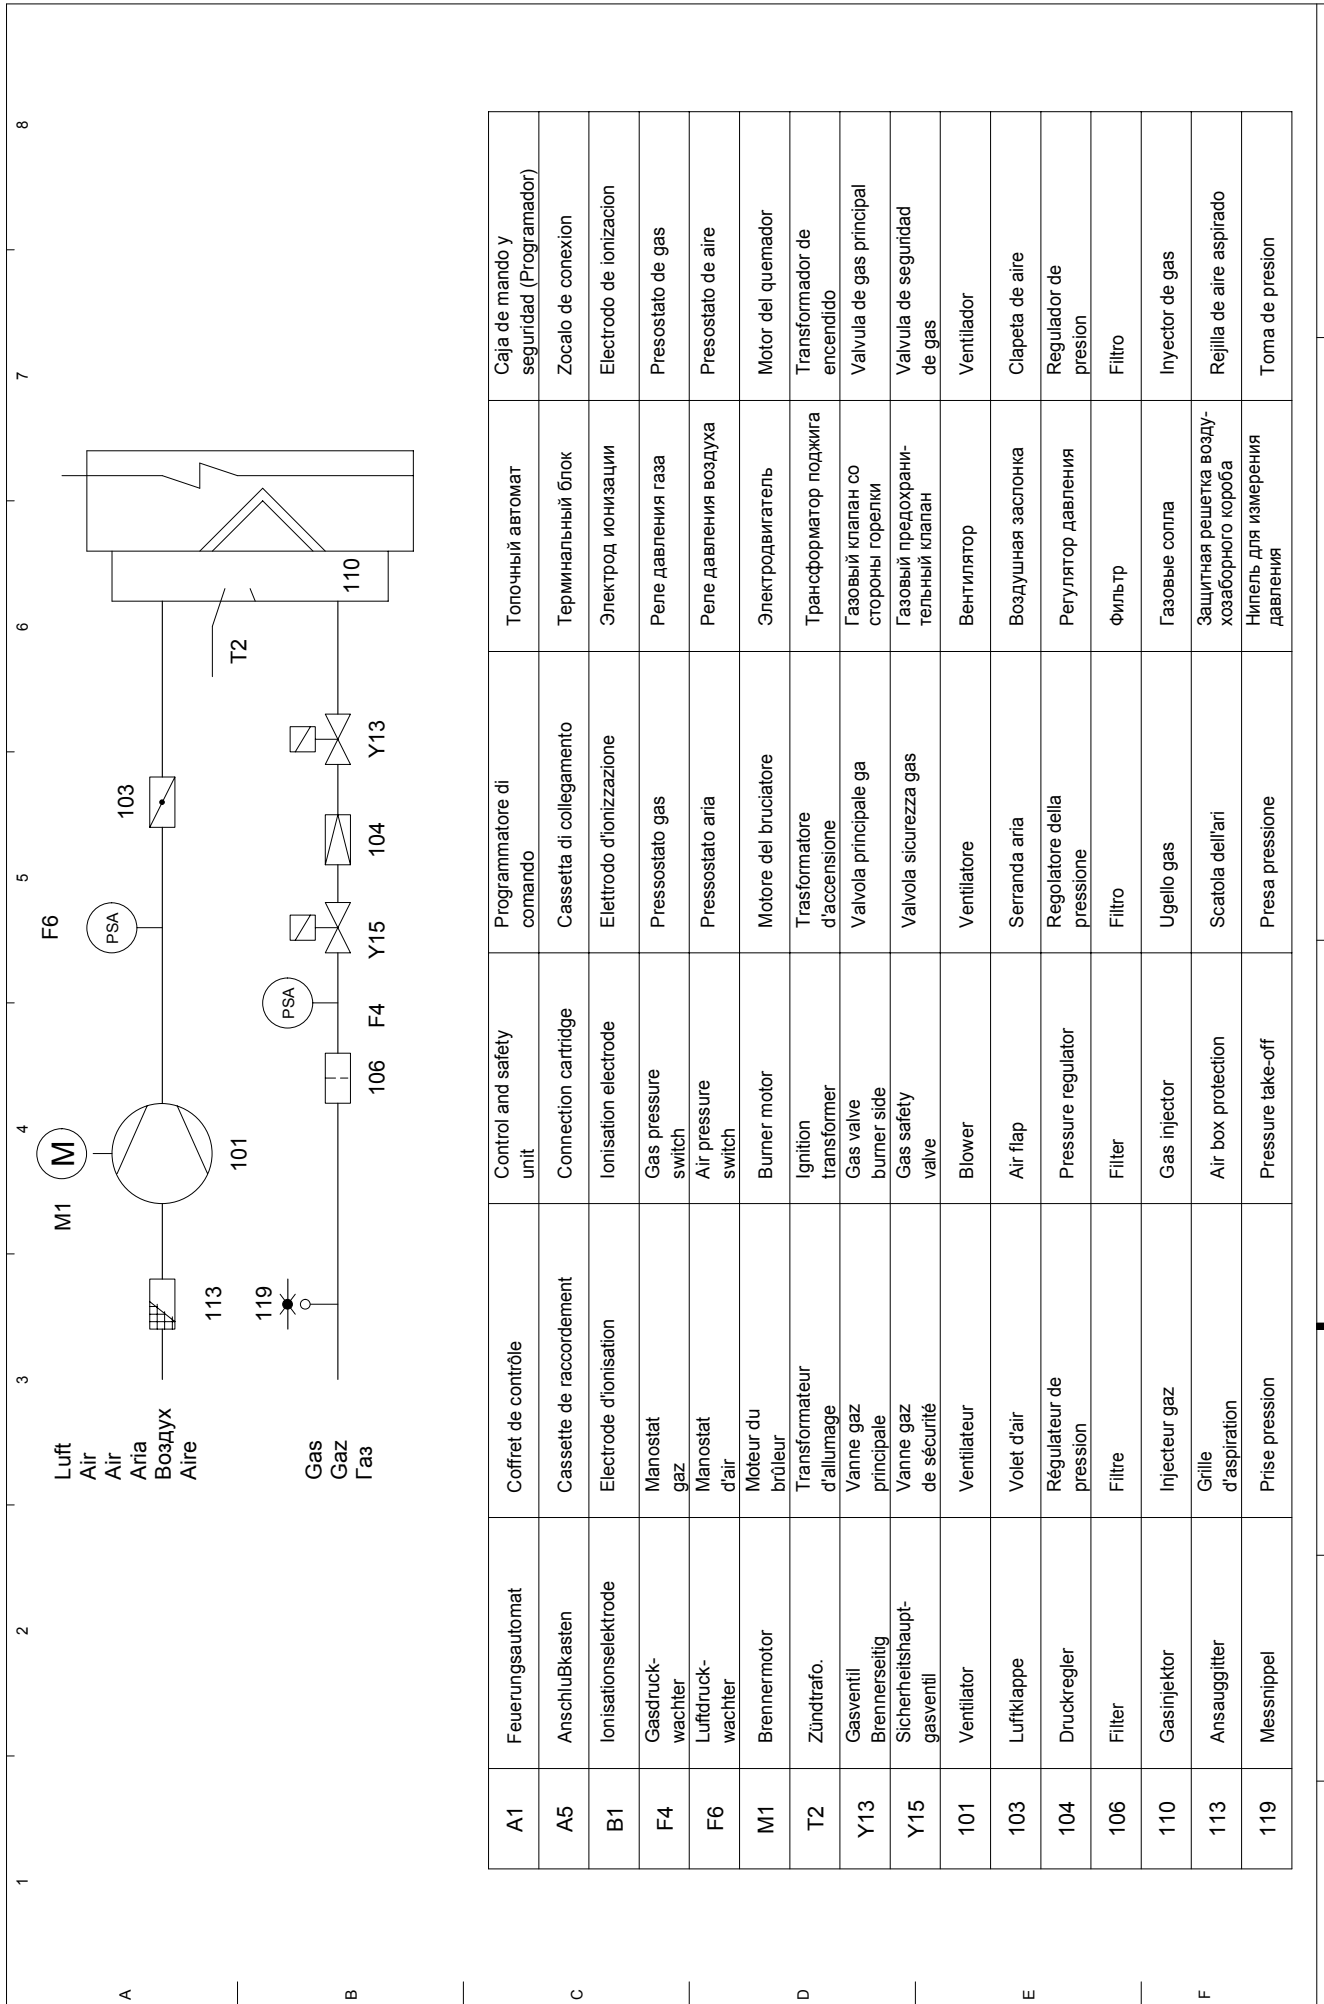 1
2
3
4
5
6
7
8
A
B
C
D
E
F
Luft
Air
Air
Aria
Воздух
Aire
113
M1
M
101
F6
PSA
103
T2
110
Gas
Gaz
Газ
119
106
PSA
F4
Y15
104
Y13
A1
Feuerungsautomat
Coffret de contrôle
Control and safety
unit
Programmatore di
comando
Топочный автомат
Caja de mando y
seguridad (Programador)
A5
Anschlußkasten
Cassette de raccordement
Connection cartridge
Cassetta di collegamento
Терминальный блок
Zocalo de conexion
B1
Ionisationselektrode
Electrode d'ionisation
Ionisation electrode
Elettrodo d'ionizzazione
Электрод ионизации
Electrodo de ionizacion
F4
Gasdruck-
wachter
Manostat
gaz
Gas pressure
switch
Pressostato gas
Реле давления газа
Presostato de gas
F6
Luftdruck-
wachter
Manostat
d'air
Air pressure
switch
Pressostato aria
Реле давления воздуха
Presostato de aire
M1
Brennermotor
Moteur du
brûleur
Burner motor
Motore del bruciatore
Электродвигатель
Motor del quemador
T2
Zündtrafo.
Transformateur
d'allumage
Ignition
transformer
Trasformatore
d'accensione
Трансформатор поджига
Transformador de
encendido
Y13
Gasventil
Brennerseitig
Vanne gaz
principale
Gas valve
burner side
Valvola principale ga
Газовый клапан со
стороны горелки
Valvula de gas principal
Y15
Sicherheitshaupt-
gasventil
Vanne gaz
de sécurité
Gas safety
valve
Valvola sicurezza gas
Газовый предохрани-
тельный клапан
Valvula de seguridad
de gas
101
Ventilator
Ventilateur
Blower
Ventilatore
Вентилятор
Ventilador
103
Luftklappe
Volet d'air
Air flap
Serranda aria
Воздушная заслонка
Clapeta de aire
104
Druckregler
Régulateur de
pression
Pressure regulator
Regolatore della
pressione
Регулятор давления
Regulador de
presion
106
Filter
Filtre
Filter
Filtro
Фильтр
Filtro
110
Gasinjektor
Injecteur gaz
Gas injector
Ugello gas
Газовые сопла
Inyector de gas
113
Ansauggitter
Grille
d'aspiration
Air box protection
Scatola dell'ari
Защитная решетка возду-
хозаборного короба
Rejilla de aire aspirado
119
Messnippel
Prise pression
Pressure take-off
Presa pressione
Нипель для измерения
давления
Toma de presion